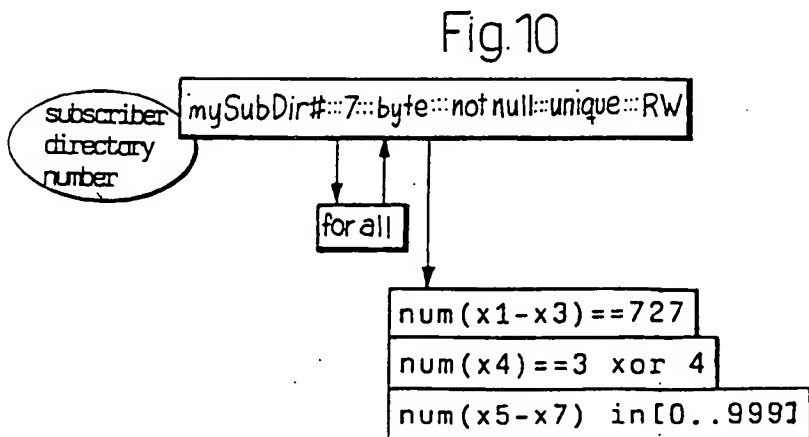 Fig.10
mySubDir#:::7:::byte:::not null:::unique:::RW
subscriber
directory
number
for all
num(x1-x3)==727
num(x4)==3 xor 4
num(x5-x7) in[0..999]